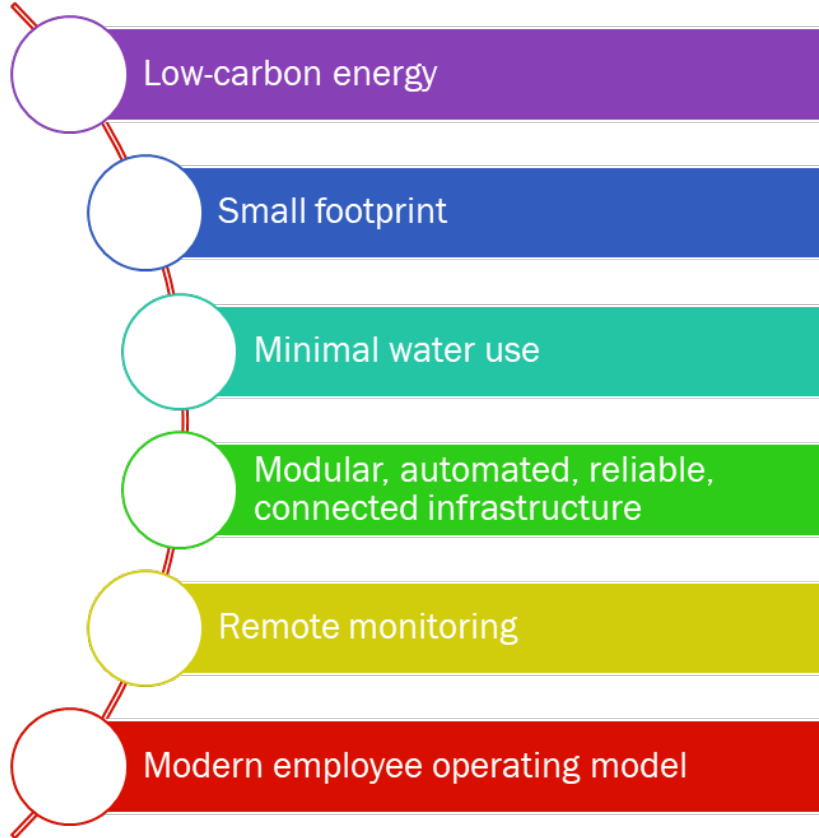 Low-carbon energy
Small footprint
Minimal water use
Modular, automated, reliable,
connected infrastructure
Remote monitoring
Modern employee operating model